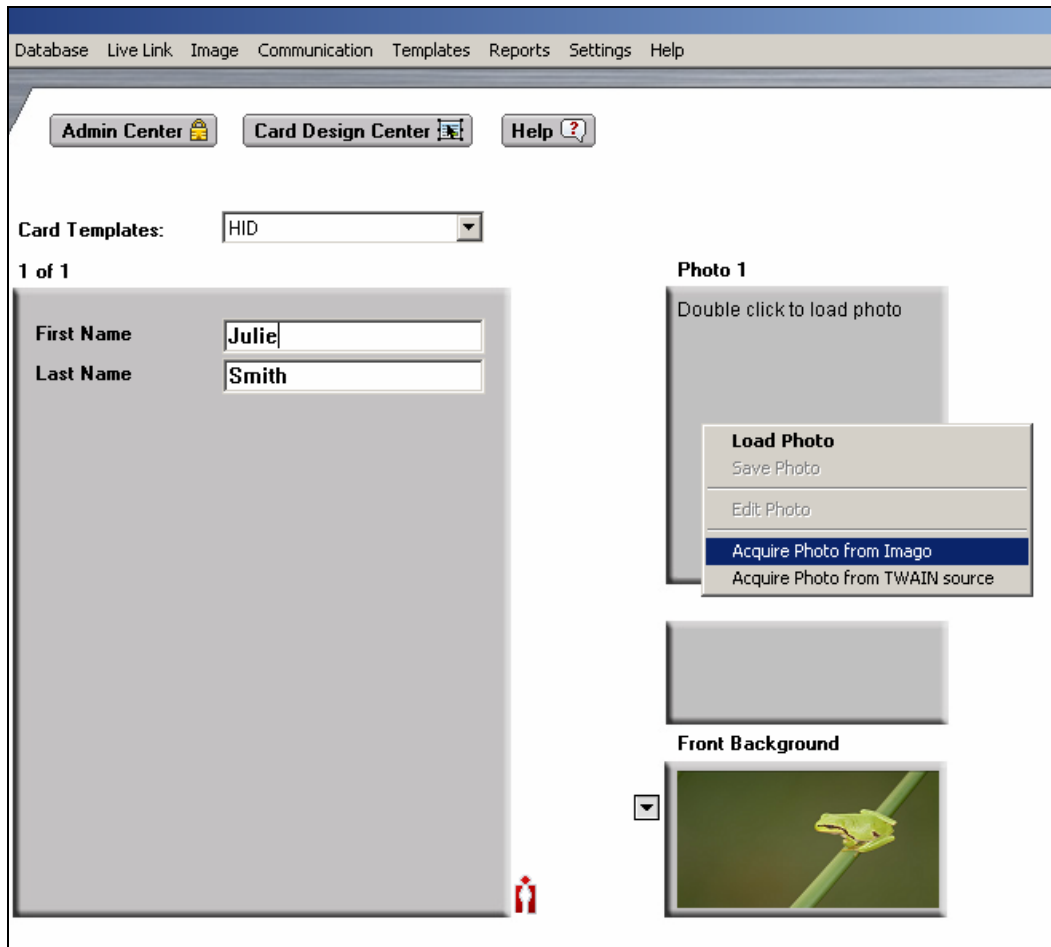 Database Live Link Image Communication Templates Reports Settings Help
Admin Center Card Design Center Help ?
Card Templates: HID
1 of 1
Photo 1
Double click to load photo
First Name Julie
Last Name Smith
Load Photo
Save Photo
Edit Photo
Acquire Photo from Imago
Acquire Photo from TWAIN source
Front Background